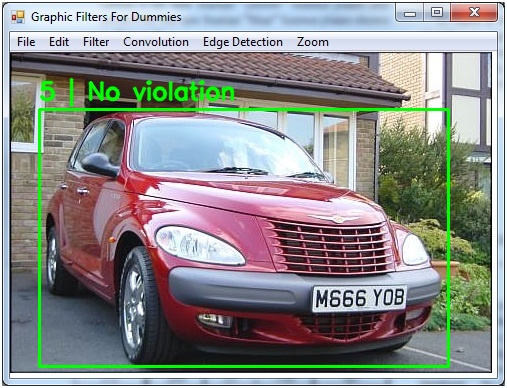 Graphic Filters For Dummies
File Edit Filter Convolution Edge Detection Zoom
5 | No violation
M666 YOB